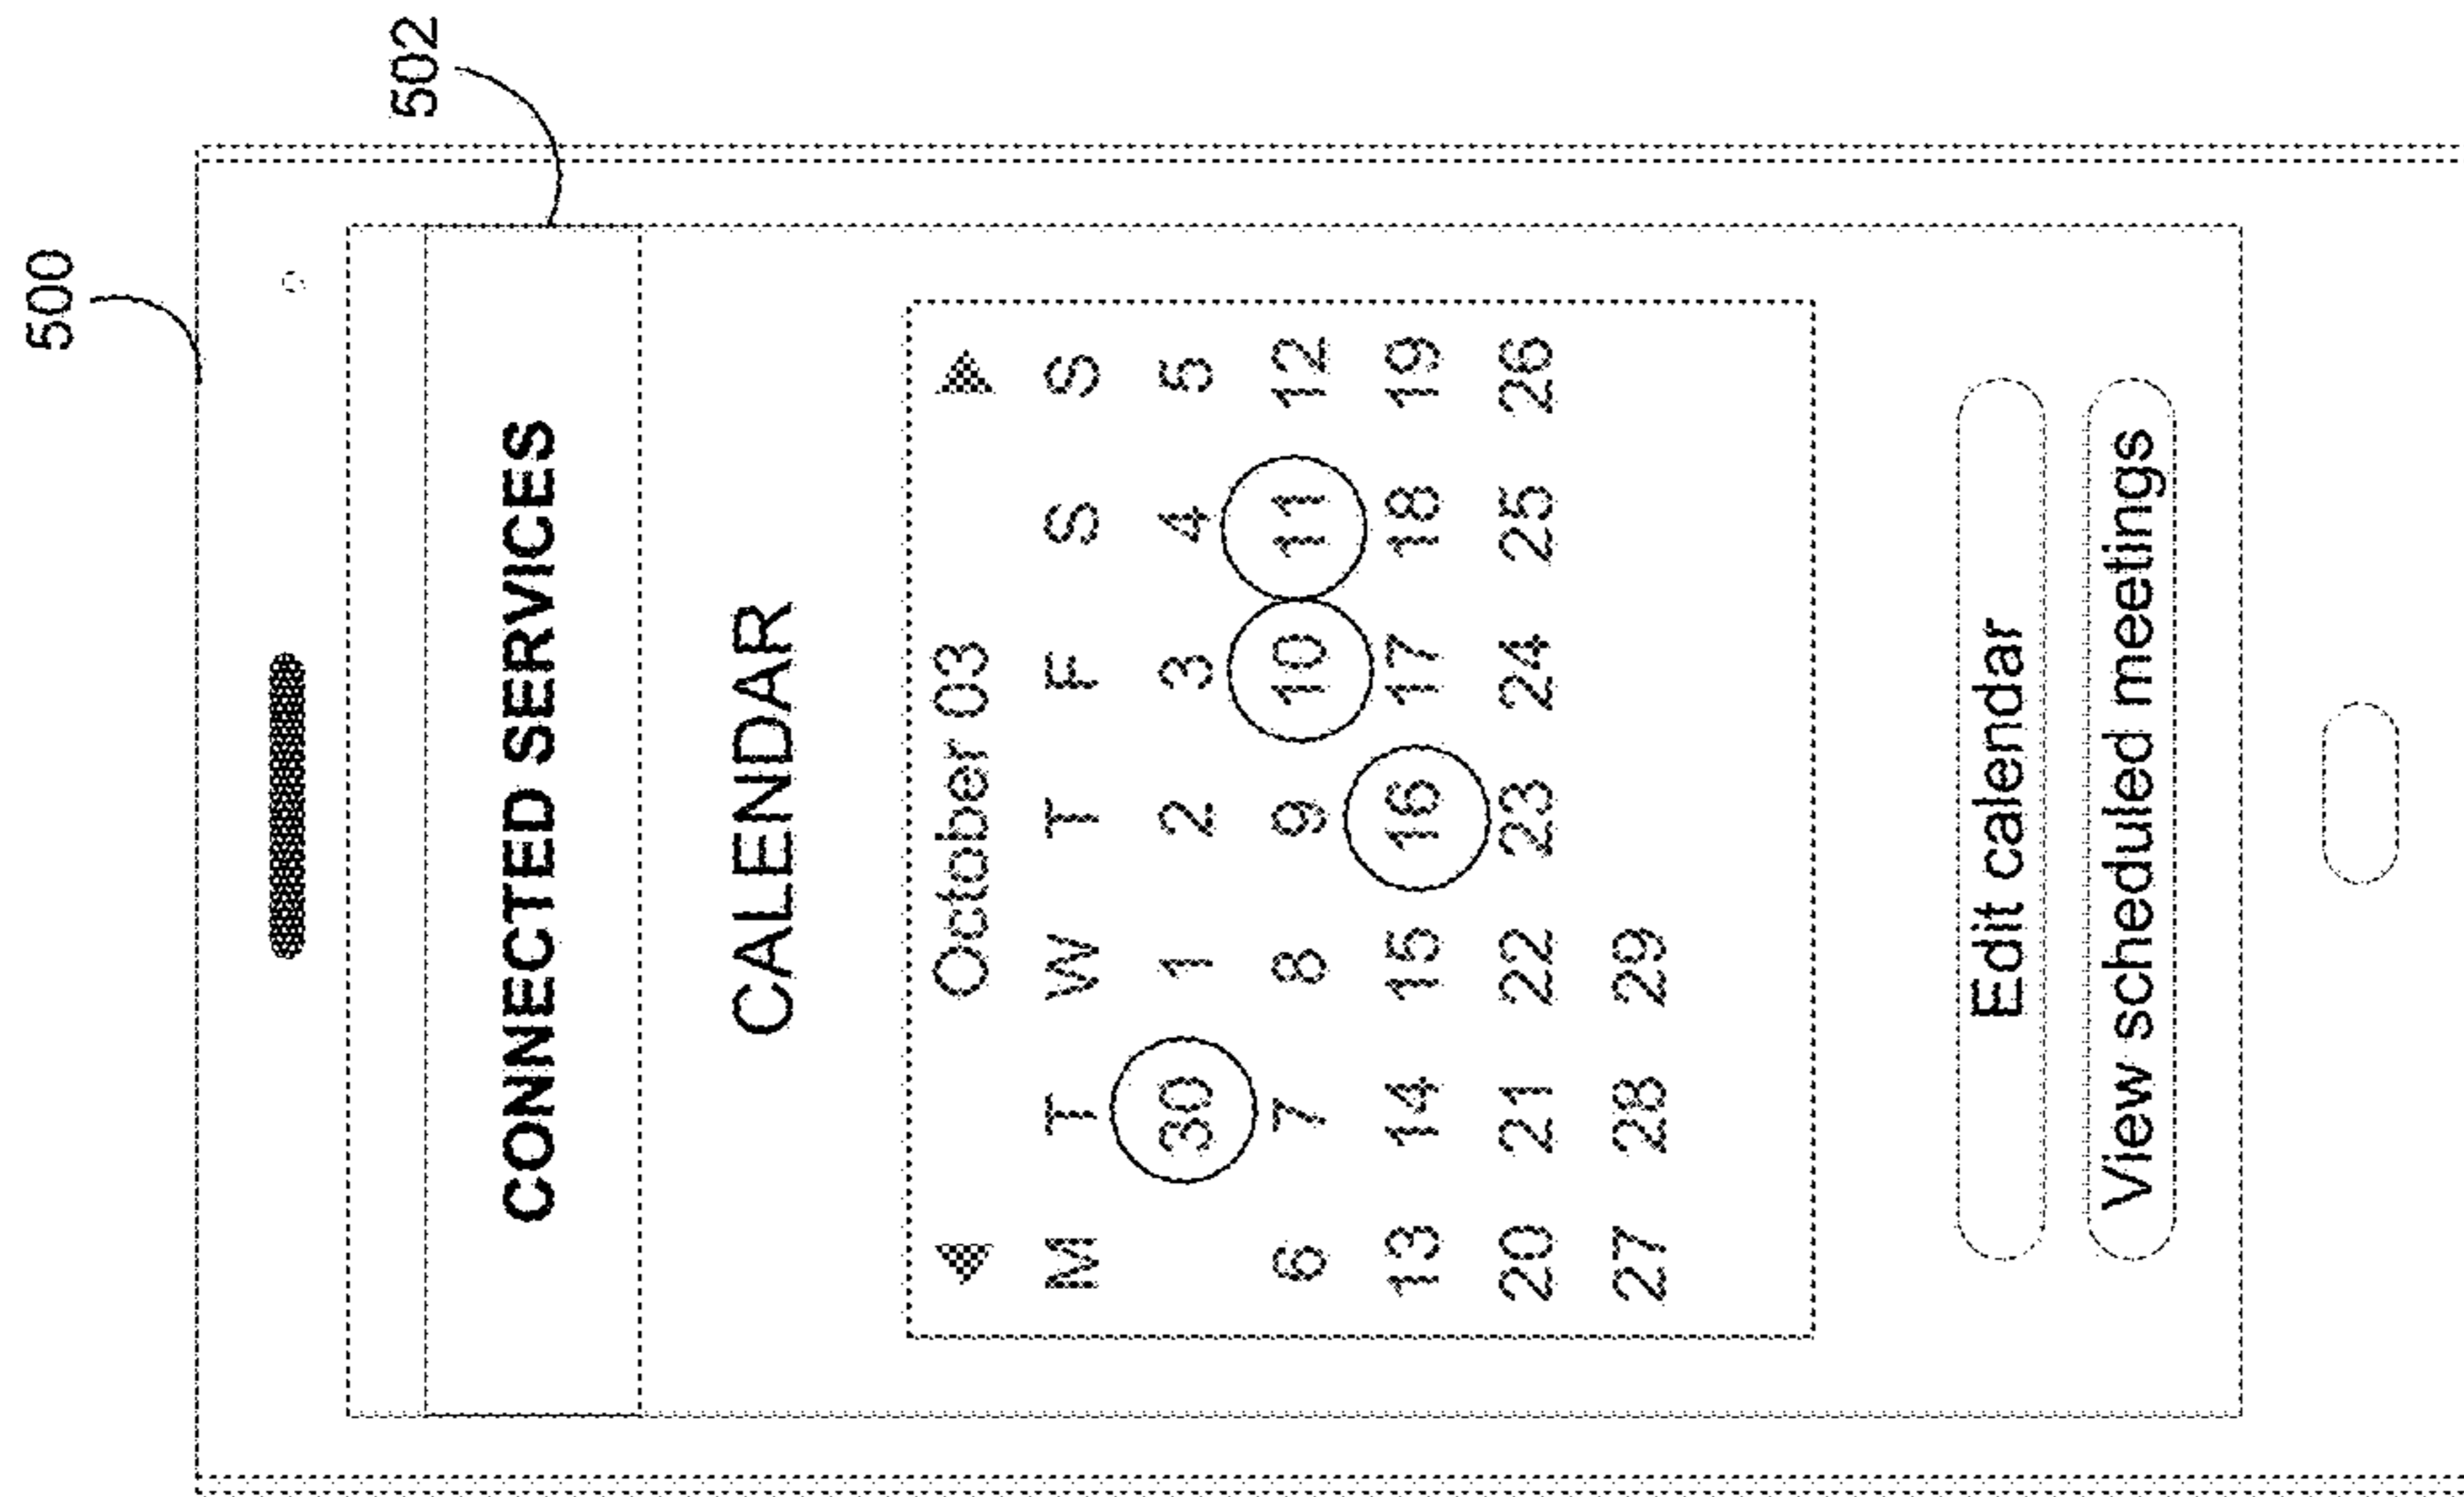 500
502
CONNECTED SERVICES
CALENDAR
October 03
M T W T F S S
30 1 2 3 4 5
6 7 8 9 10 11 12
13 14 15 16 17 18 19
20 21 22 23 24 25 26
27 28 29
Edit calendar
View scheduled meetings